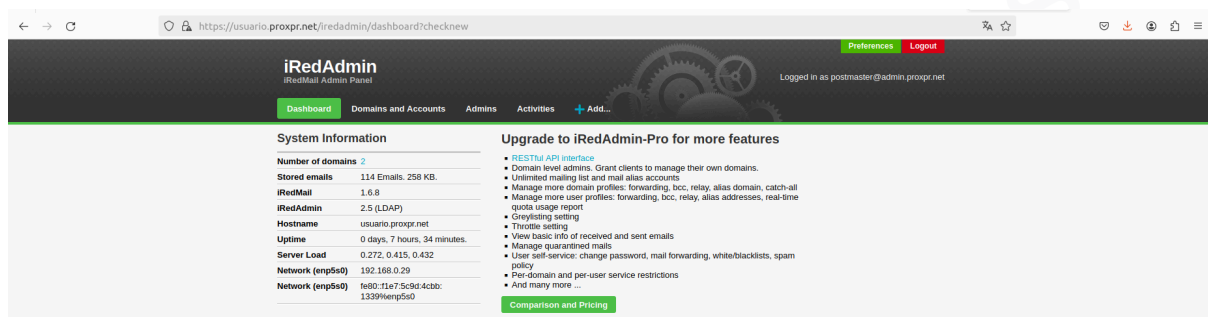 https://usuario.proxpr.net/iredadmin/dashboard?checknew
Preferences Logout
iRedAdmin
iRedMail Admin Panel
Logged in as postmaster@admin.proxpr.net
Dashboard Domains and Accounts Admins Activities + Add...
System Information
Number of domains 2
Stored emails 114 Emails. 258 KB.
iRedMail 1.6.8
iRedAdmin 2.5 (LDAP)
Hostname usuario.proxpr.net
Uptime 0 days, 7 hours, 34 minutes.
Server Load 0.272, 0.415, 0.432
Network (enp5s0) 192.168.0.29
Network (enp5s0) fe80::f1e7:5c9d:4cbb:
1339%enp5s0
Upgrade to iRedAdmin-Pro for more features
▪ RESTful API interface
▪ Domain level admins. Grant clients to manage their own domains.
▪ Unlimited mailing list and mail alias accounts
▪ Manage more domain profiles: forwarding, bcc, relay, alias domain, catch-all
▪ Manage more user profiles: forwarding, bcc, relay, alias addresses, real-time
quota usage report
▪ Greylisting setting
▪ Throttle setting
▪ View basic info of received and sent emails
▪ Manage quarantined mails
▪ User self-service: change password, mail forwarding, white/blacklists, spam
policy
▪ Per-domain and per-user service restrictions
▪ And many more ...
Comparison and Pricing